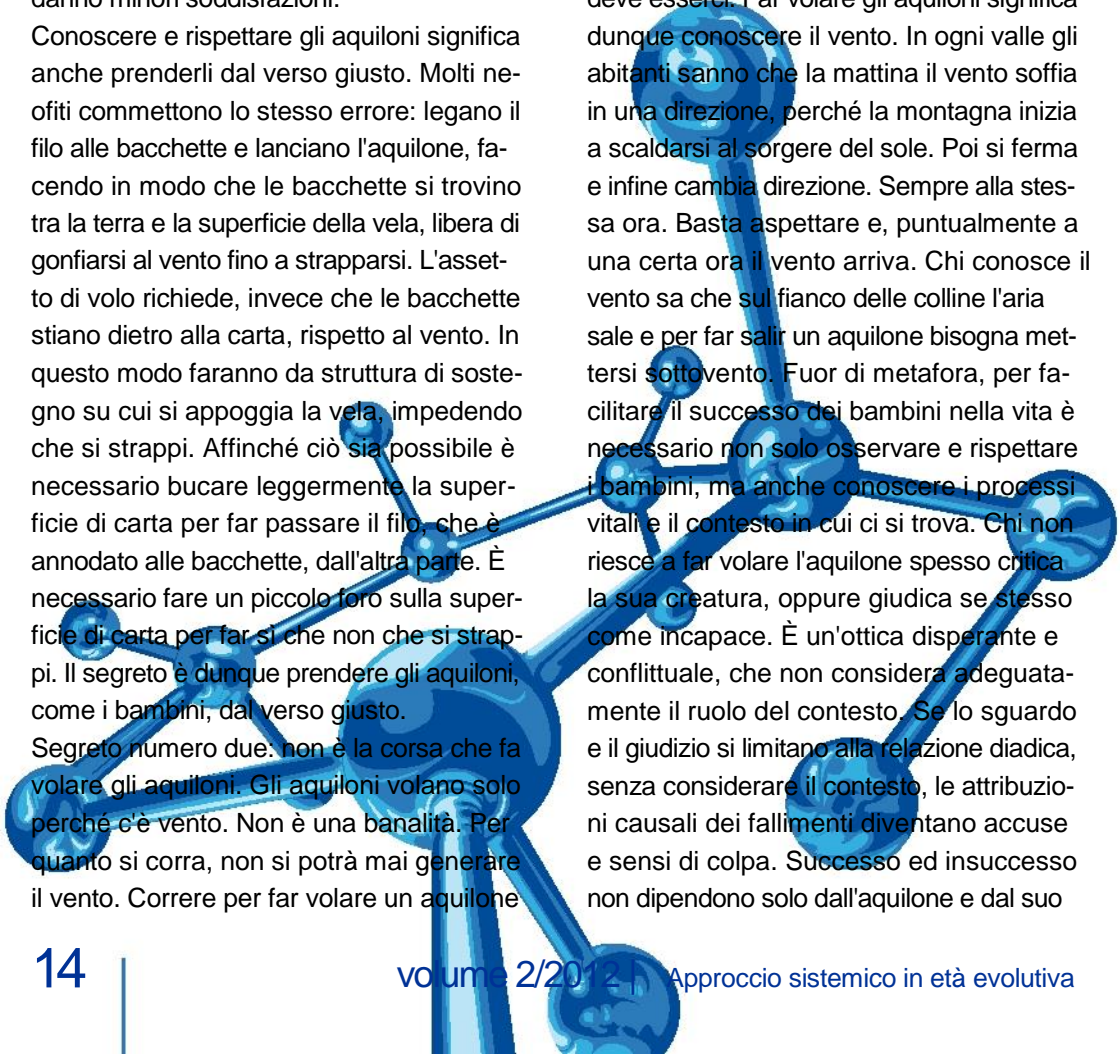 danno minori soddisfazioni.
Conoscere e rispettare gli aquiloni significa
anche prenderli dal verso giusto. Molti ne-
ofiti commettono lo stesso errore: legano il
filo alle bacchette e lanciano l'aquilone, fa-
cendo in modo che le bacchette si trovino
tra la terra e la superficie della vela, libera di
gonfiarsi al vento fino a strapparsi. L'asset-
to di volo richiede, invece che le bacchette
stiano dietro alla carta, rispetto al vento. In
questo modo faranno da struttura di soste-
gno su cui si appoggia la vela, impedendo
che si strappi. Affinché ciò sia possibile è
necessario bucare leggermente la super-
ficie di carta per far passare il filo, che è
annodato alle bacchette, dall'altra parte. È
necessario fare un piccolo foro sulla super-
ficie di carta per far sì che non che si strap-
pi. Il segreto è dunque prendere gli aquiloni,
come i bambini, dal verso giusto.
Segreto numero due: non è la corsa che fa
volare gli aquiloni. Gli aquiloni volano solo
perché c'è vento. Non è una banalità. Per
quanto si corra, non si potrà mai generare
il vento. Correre per far volare un aquilone
deve esserci. Far volare gli aquiloni significa
dunque conoscere il vento. In ogni valle gli
abitanti sanno che la mattina il vento soffia
in una direzione, perché la montagna inizia
a scaldarsi al sorgere del sole. Poi si ferma
e infine cambia direzione. Sempre alla stes-
sa ora. Basta aspettare e, puntualmente a
una certa ora il vento arriva. Chi conosce il
vento sa che sul fianco delle colline l'aria
sale e per far salir un aquilone bisogna met-
tersi sottovento. Fuor di metafora, per fa-
cilitare il successo dei bambini nella vita è
necessario non solo osservare e rispettare
i bambini, ma anche conoscere i processi
vitali e il contesto in cui ci si trova. Chi non
riesce a far volare l'aquilone spesso critica
la sua creatura, oppure giudica se stesso
come incapace. È un'ottica disperante e
conflittuale, che non considera adeguata-
mente il ruolo del contesto. Se lo sguardo
e il giudizio si limitano alla relazione diadica,
senza considerare il contesto, le attribuzio-
ni causali dei fallimenti diventano accuse
e sensi di colpa. Successo ed insuccesso
non dipendono solo dall'aquilone e dal suo
14
volume 2/2012 | Approccio sistemico in età evolutiva